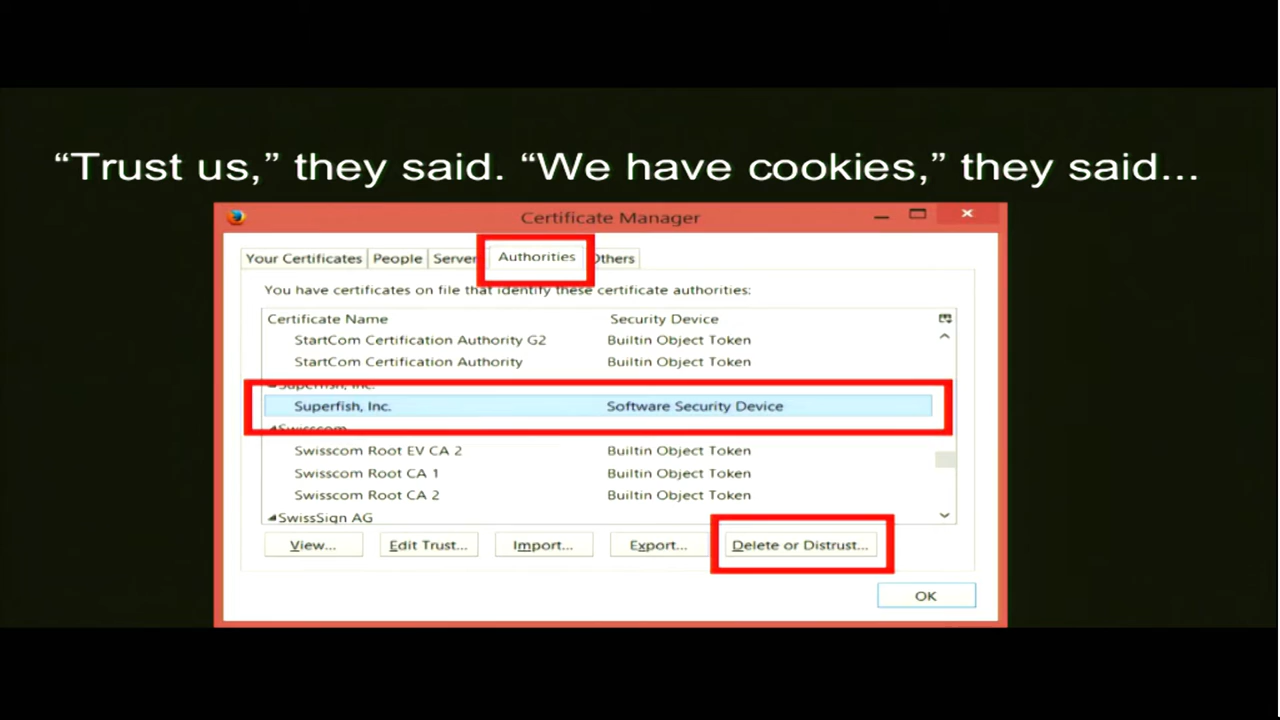 “Trust us,” they said. “We have cookies,” they said...
Certificate Manager
Your Certificates People Server Authorities Others
You have certificates on file that identify these certificate authorities:
Certificate Name Security Device
StartCom Certification Authority G2 Builtin Object Token
StartCom Certification Authority Builtin Object Token
Superfish, Inc.
Superfish, Inc. Software Security Device
Swisscom
Swisscom Root EV CA 2 Builtin Object Token
Swisscom Root CA 1 Builtin Object Token
Swisscom Root CA 2 Builtin Object Token
SwissSign AG
View... Edit Trust... Import... Export... Delete or Distrust...
OK